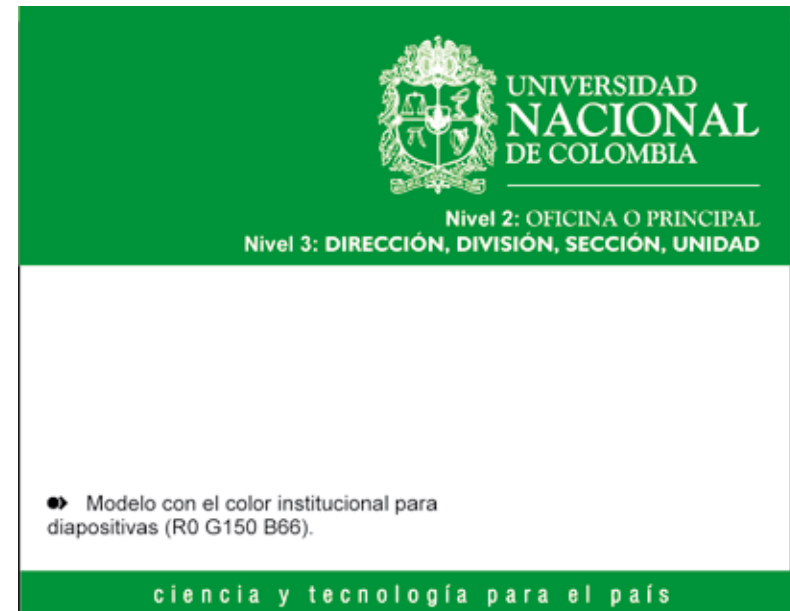 UNIVERSIDAD
NACIONAL
DE COLOMBIA
Nivel 2: OFICINA O PRINCIPAL
Nivel 3: DIRECCIÓN, DIVISIÓN, SECCIÓN, UNIDAD
Modelo con el color institucional para
diapositivas (R0 G150 B66).
ciencia y tecnología para el país